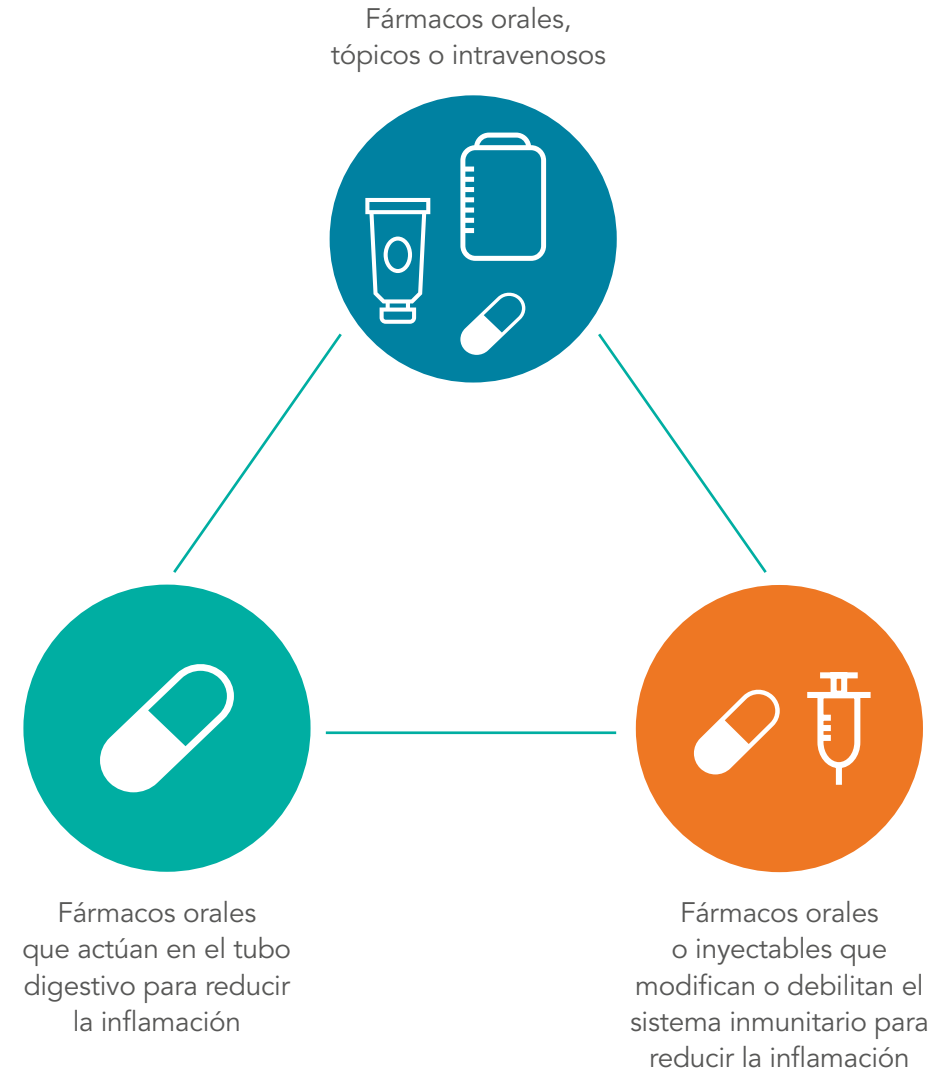 Fármacos orales,
tópicos o intravenosos
Fármacos orales
que actúan en el tubo
digestivo para reducir
la inflamación
Fármacos orales
o inyectables que
modifican o debilitan el
sistema inmunitario para
reducir la inflamación